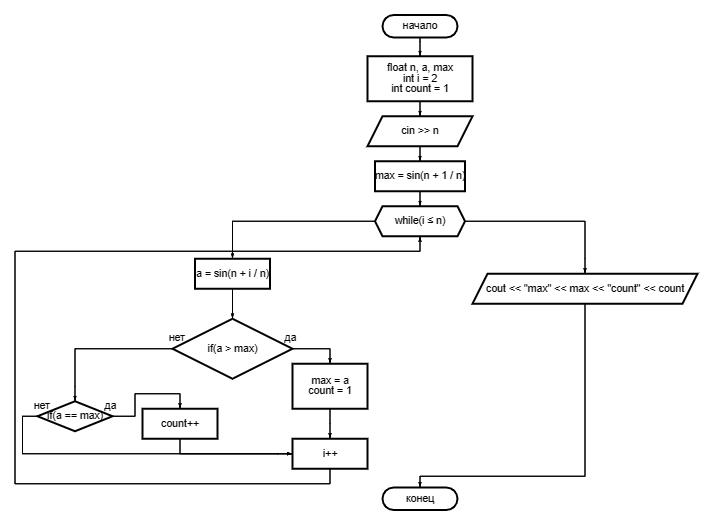 начало
float n, a, max
int i = 2
int count = 1
cin >> n
max = sin(n + 1 / n)
while(i ≤ n)
a = sin(n + i / n)
cout << "max" << max << "count" << count
нет
if(a > max)
да
max = a
count = 1
нет
if(a == max)
да
count++
i++
конец